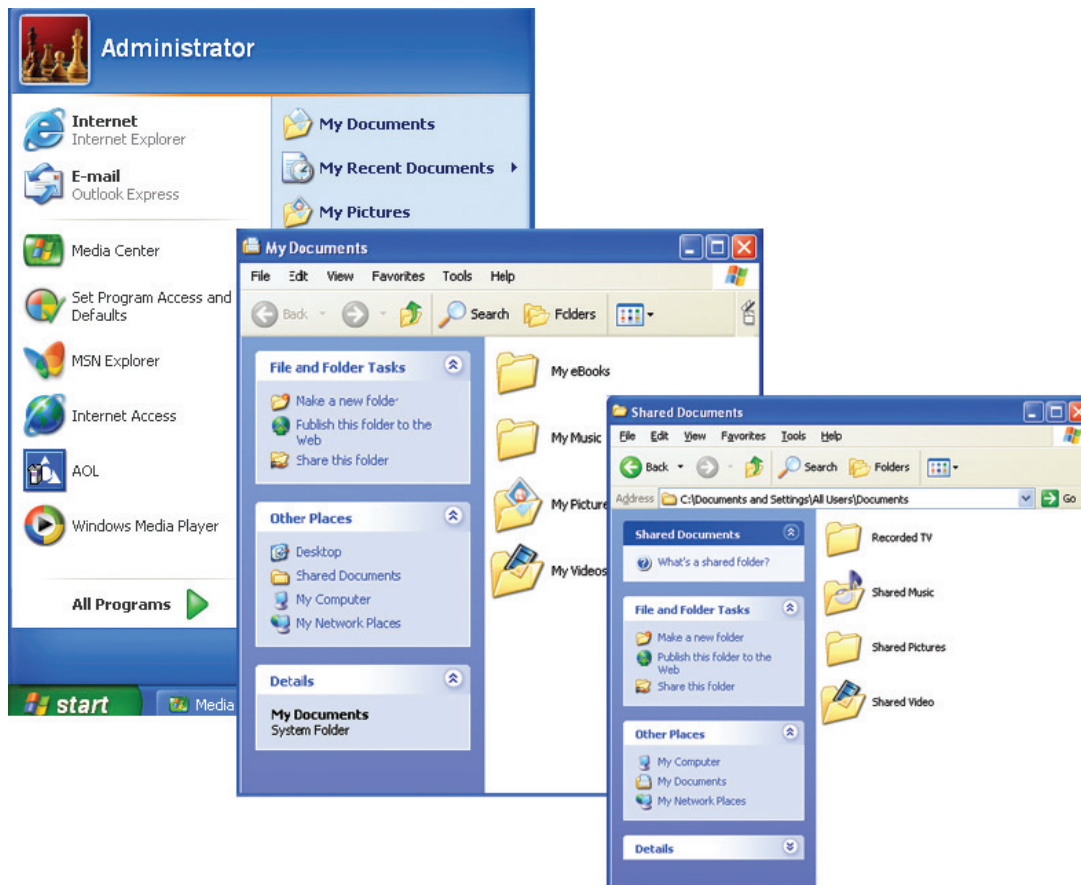 Administrator
Internet
Internet Explorer
E-mail
Outlook Express
Media Center
Set Program Access and
Defaults
MSN Explorer
Internet Access
AOL
Windows Media Player
All Programs
start
Media
My Documents
My Recent Documents
My Pictures
My Documents
File Edit View Favorites Tools Help
Back Search Folders
File and Folder Tasks
Make a new folder
Publish this folder to the
Web
Share this folder
Other Places
Desktop
Shared Documents
My Computer
My Network Places
Details
My Documents
System Folder
My eBooks
My Music
My Picture
My Videos
Shared Documents
File Edit View Favorites Tools Help
Back Search Folders
Address C:\Documents and Settings\All Users\Documents Go
Shared Documents
What's a shared folder?
File and Folder Tasks
Make a new folder
Publish this folder to the
Web
Share this folder
Other Places
My Computer
My Documents
My Network Places
Details
Recorded TV
Shared Music
Shared Pictures
Shared Video